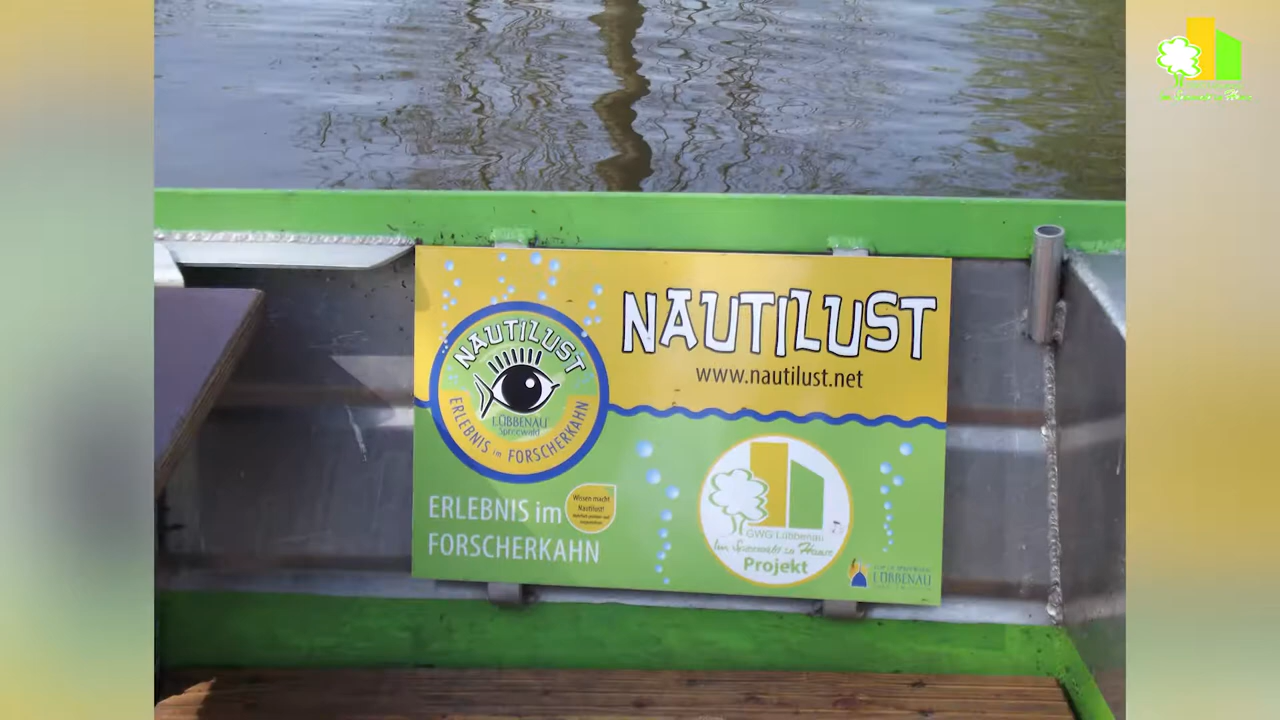 NAUTILUST
www.nautilust.net
NAUTILUST
LÜBBENAU
Spreewald
ERLEBNIS im FORSCHERKAHN
ERLEBNIS im
FORSCHERKAHN
Wissen macht
Nautilust!
GWG Lübbenau
Im Spreewald zu Hause
Projekt
LÜBBENAU